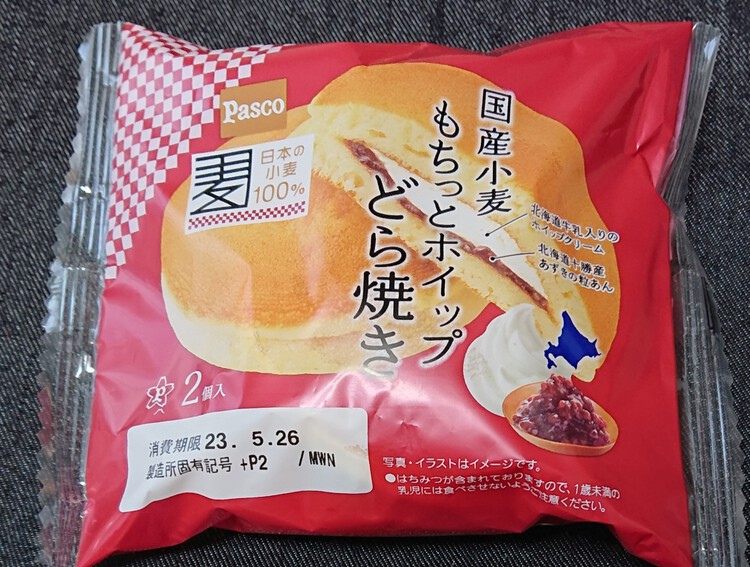 Pasco
麦
日本の
小麦
100%
国産小麦
もちっとホイップ
どら焼き
北海道牛乳入りの
ホイップクリーム
北海道十勝産
あずきの粒あん
2個入
消費期限 23. 5.26
製造所固有記号 +P2 / MWN
写真・イラストはイメージです。
●はちみつが含まれておりますので、1歳未満の
乳児には食べさせないようご注意ください。